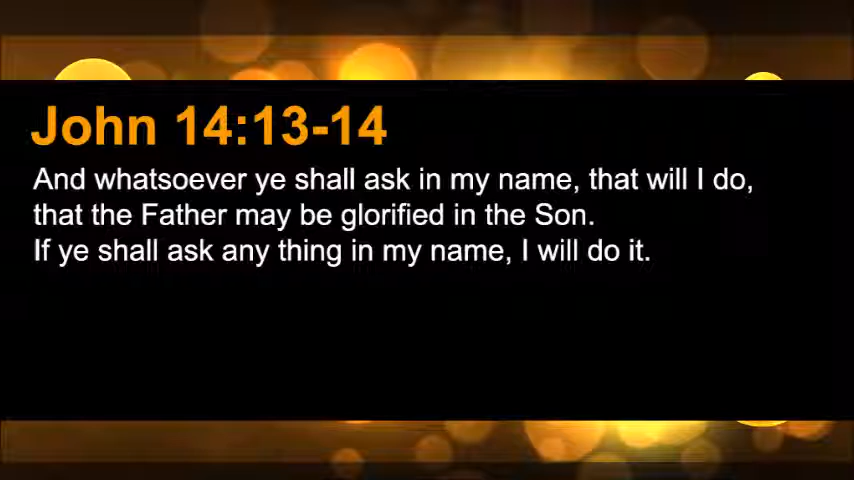 John 14:13-14
And whatsoever ye shall ask in my name, that will I do,
that the Father may be glorified in the Son.
If ye shall ask any thing in my name, I will do it.